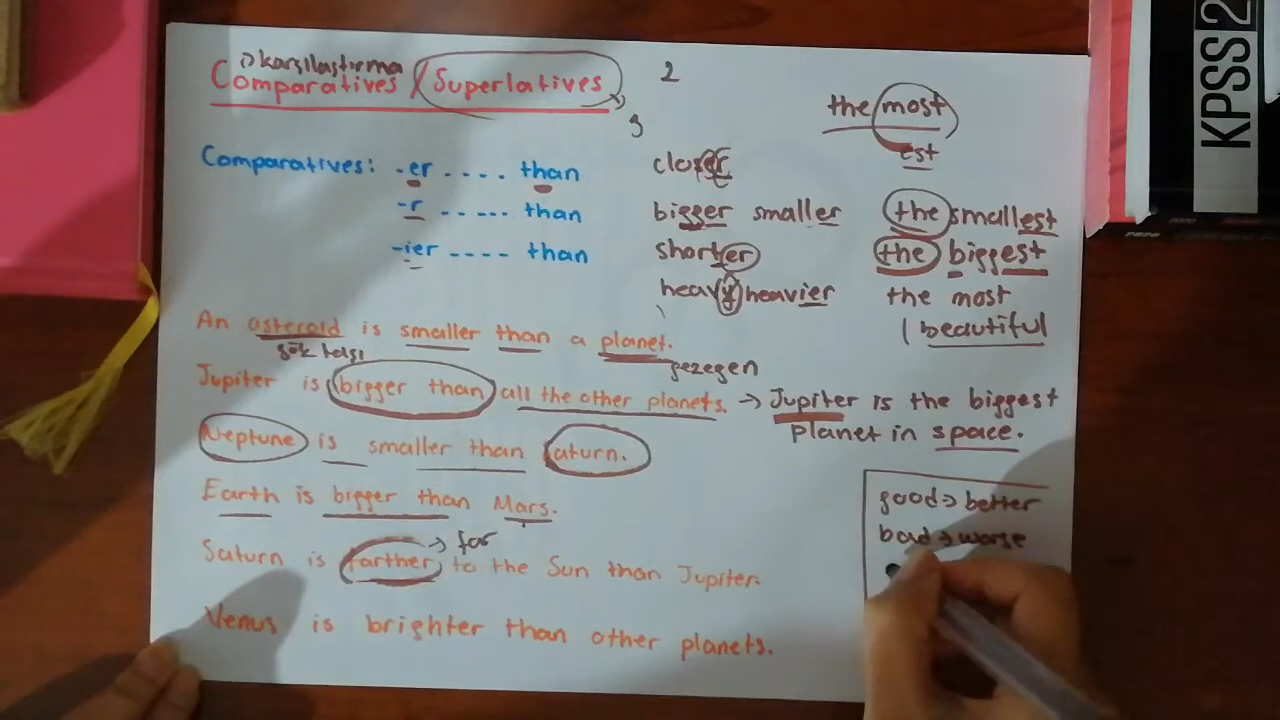 karşılaştırma
Comparatives / Superlatives
2
3
the most
est
Comparatives: -er .... than
-r ..... than
-ier .... than
closer
bigger smaller
shorter
heavy heavier
the smallest
the biggest
the most
beautiful
An asteroid is smaller than a planet.
gök taşı
gezegen
Jupiter is bigger than all the other planets. → Jupiter is the biggest
planet in space.
Neptune is smaller than Saturn.
Earth is bigger than Mars.
→ far
Saturn is farther to the Sun than Jupiter.
Venus is brighter than other planets.
good → better
bad → worse
KPSS 2